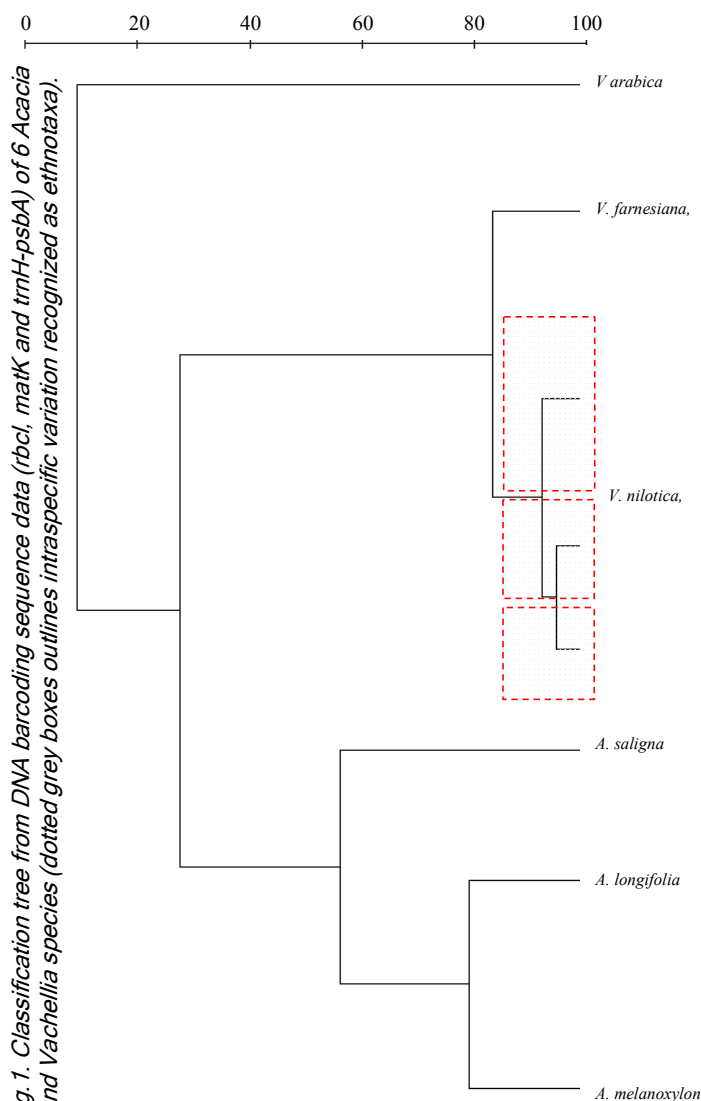 0 20 40 60 80 100
g.1. Classification tree from DNA barcoding sequence data (rbcl, matK and trnH-psbA) of 6 Acacia
nd Vachellia species (dotted grey boxes outlines intraspecific variation recognized as ethnotaxa).
V arabica
V. farnesiana,
V. nilotica,
A. saligna
A. longifolia
A. melanoxylon